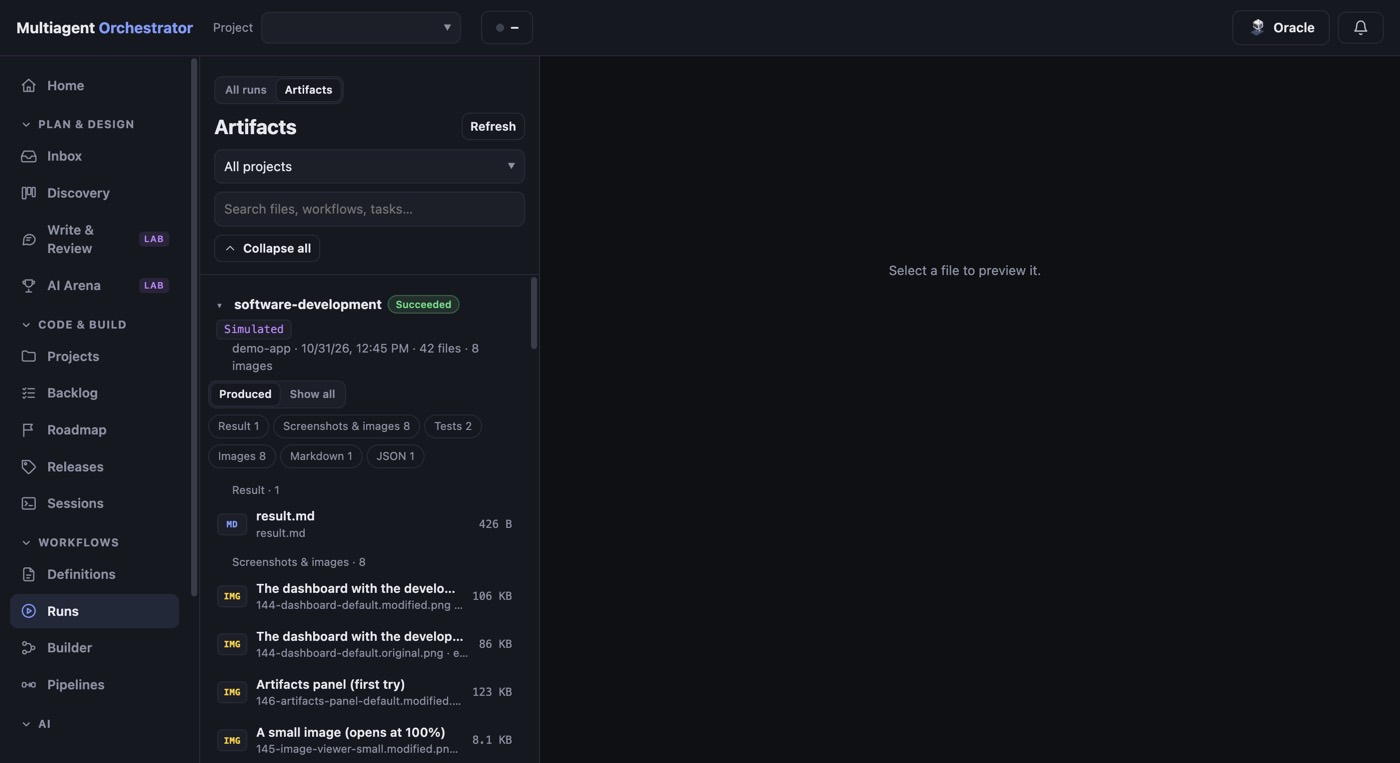 Multiagent Orchestrator
Project
–
Oracle
Home
PLAN & DESIGN
Inbox
Discovery
Write &
Review
LAB
AI Arena
LAB
CODE & BUILD
Projects
Backlog
Roadmap
Releases
Sessions
WORKFLOWS
Definitions
Runs
Builder
Pipelines
AI
All runs
Artifacts
Artifacts
Refresh
All projects
Search files, workflows, tasks...
Collapse all
software-development
Succeeded
Simulated
demo-app · 10/31/26, 12:45 PM · 42 files · 8
images
Produced
Show all
Result 1
Screenshots & images 8
Tests 2
Images 8
Markdown 1
JSON 1
Result · 1
MD
result.md
426 B
result.md
Screenshots & images · 8
IMG
The dashboard with the develo...
106 KB
144-dashboard-default.modified.png ...
IMG
The dashboard with the develop...
86 KB
144-dashboard-default.original.png · e...
IMG
Artifacts panel (first try)
123 KB
146-artifacts-panel-default.modified....
IMG
A small image (opens at 100%)
8.1 KB
145-image-viewer-small.modified.pn...
Select a file to preview it.